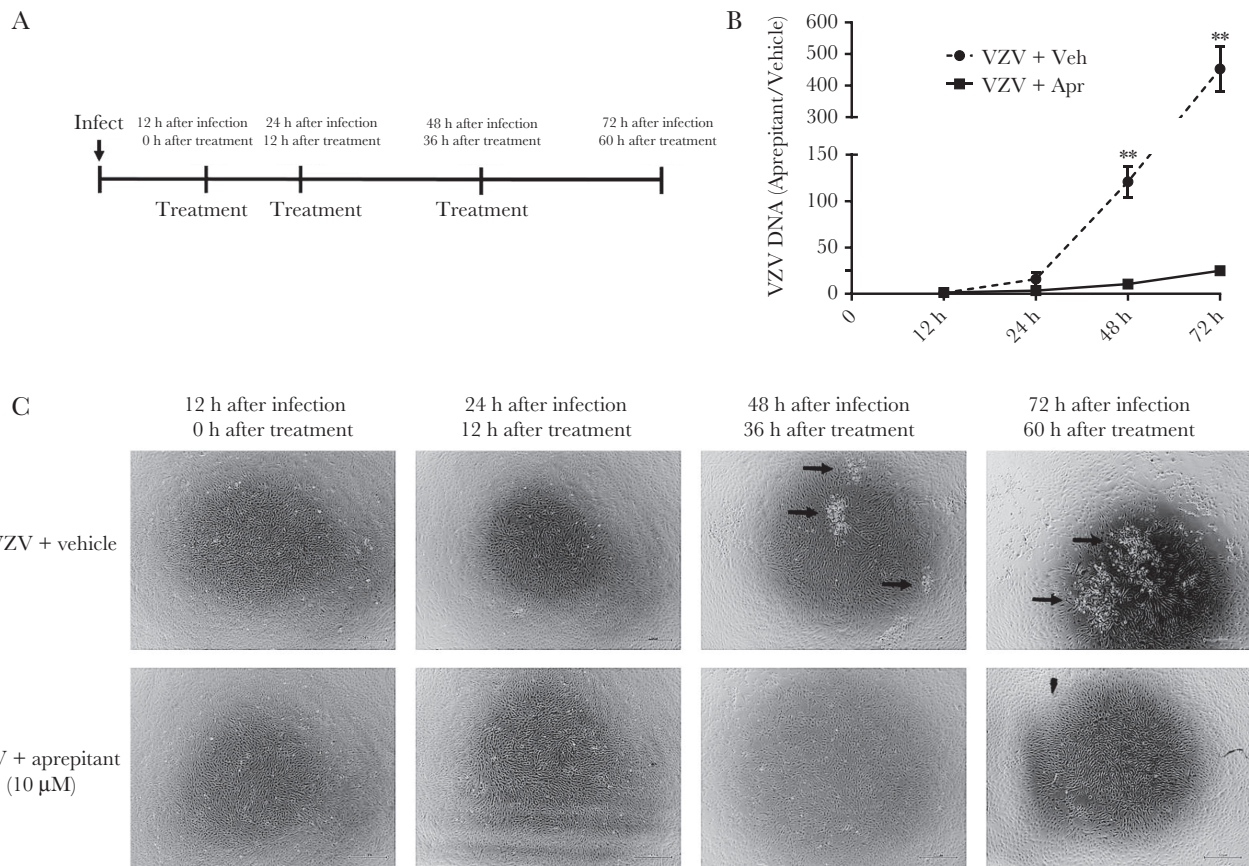 A
Infect
12 h after infection
0 h after treatment
24 h after infection
12 h after treatment
48 h after infection
36 h after treatment
72 h after infection
60 h after treatment
Treatment
Treatment
Treatment
B
VZV DNA (Aprepitant/Vehicle)
600
500
400
300
150
100
50
0
VZV + Veh
VZV + Apr
**
**
0
12 h
24 h
48 h
72 h
C
12 h after infection
0 h after treatment
24 h after infection
12 h after treatment
48 h after infection
36 h after treatment
72 h after infection
60 h after treatment
VZV + vehicle
V + aprepitant
(10 μM)